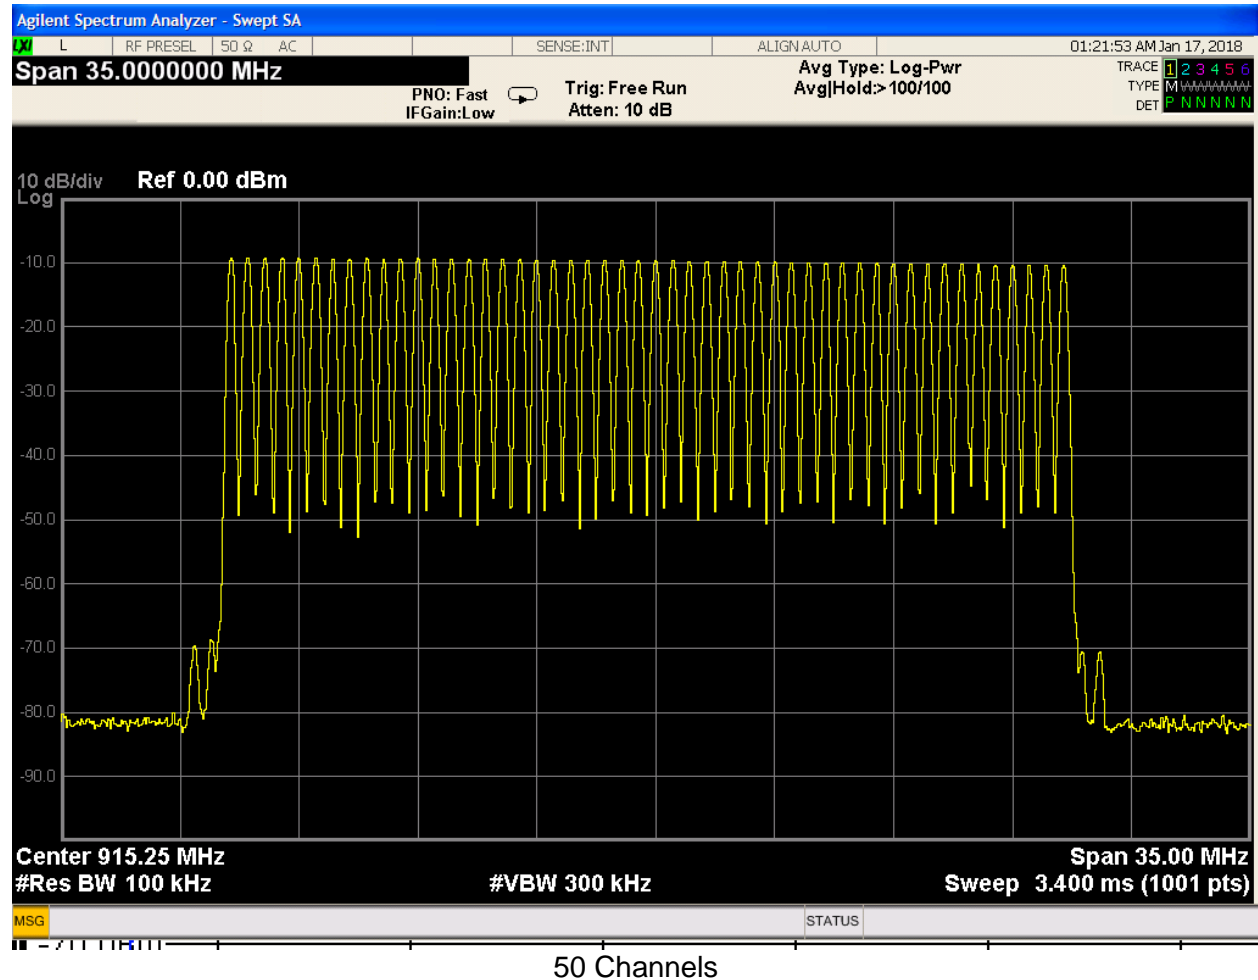 Agilent Spectrum Analyzer - Swept SA
LXI L RF PRESEL 50 Ω AC SENSE:INT ALIGN AUTO 01:21:53 AM Jan 17, 2018
Span 35.0000000 MHz
PNO: Fast
IFGain:Low
Trig: Free Run
Atten: 10 dB
Avg Type: Log-Pwr
Avg|Hold:> 100/100
TRACE 1 2 3 4 5 6
TYPE M
DET P N N N N N
10 dB/div Ref 0.00 dBm
Log
-10.0
-20.0
-30.0
-40.0
-50.0
-60.0
-70.0
-80.0
-90.0
Center 915.25 MHz Span 35.00 MHz
#Res BW 100 kHz #VBW 300 kHz Sweep 3.400 ms (1001 pts)
MSG STATUS
50 Channels